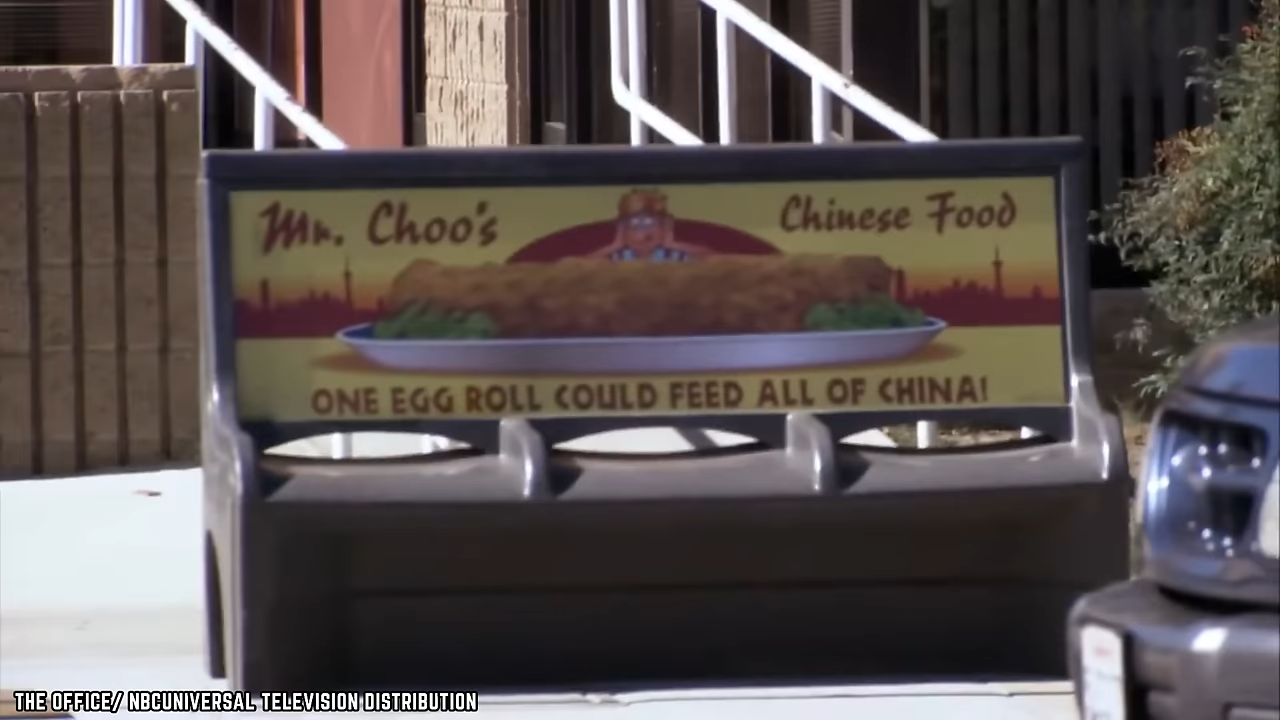 Mr. Choo's
Chinese Food
ONE EGG ROLL COULD FEED ALL OF CHINA!
THE OFFICE/ NBCUNIVERSAL TELEVISION DISTRIBUTION